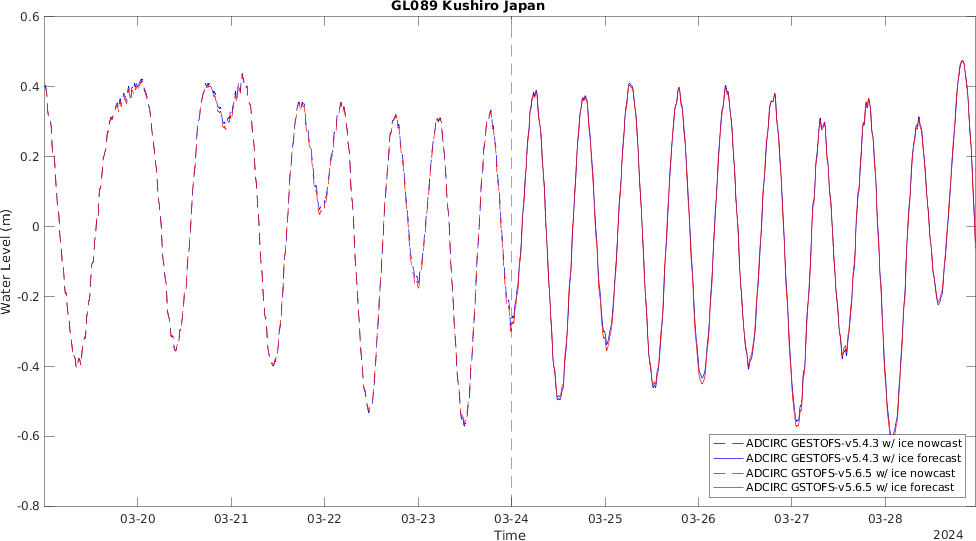 GL089 Kushiro Japan
0.6
0.4
0.2
0
-0.2
-0.4
-0.6
-0.8
Water Level (m)
ADCIRC GESTOFS-v5.4.3 w/ ice nowcast
ADCIRC GESTOFS-v5.4.3 w/ ice forecast
ADCIRC GSTOFS-v5.6.5 w/ ice nowcast
ADCIRC GSTOFS-v5.6.5 w/ ice forecast
03-20 03-21 03-22 03-23 03-24 03-25 03-26 03-27 03-28
Time
2024